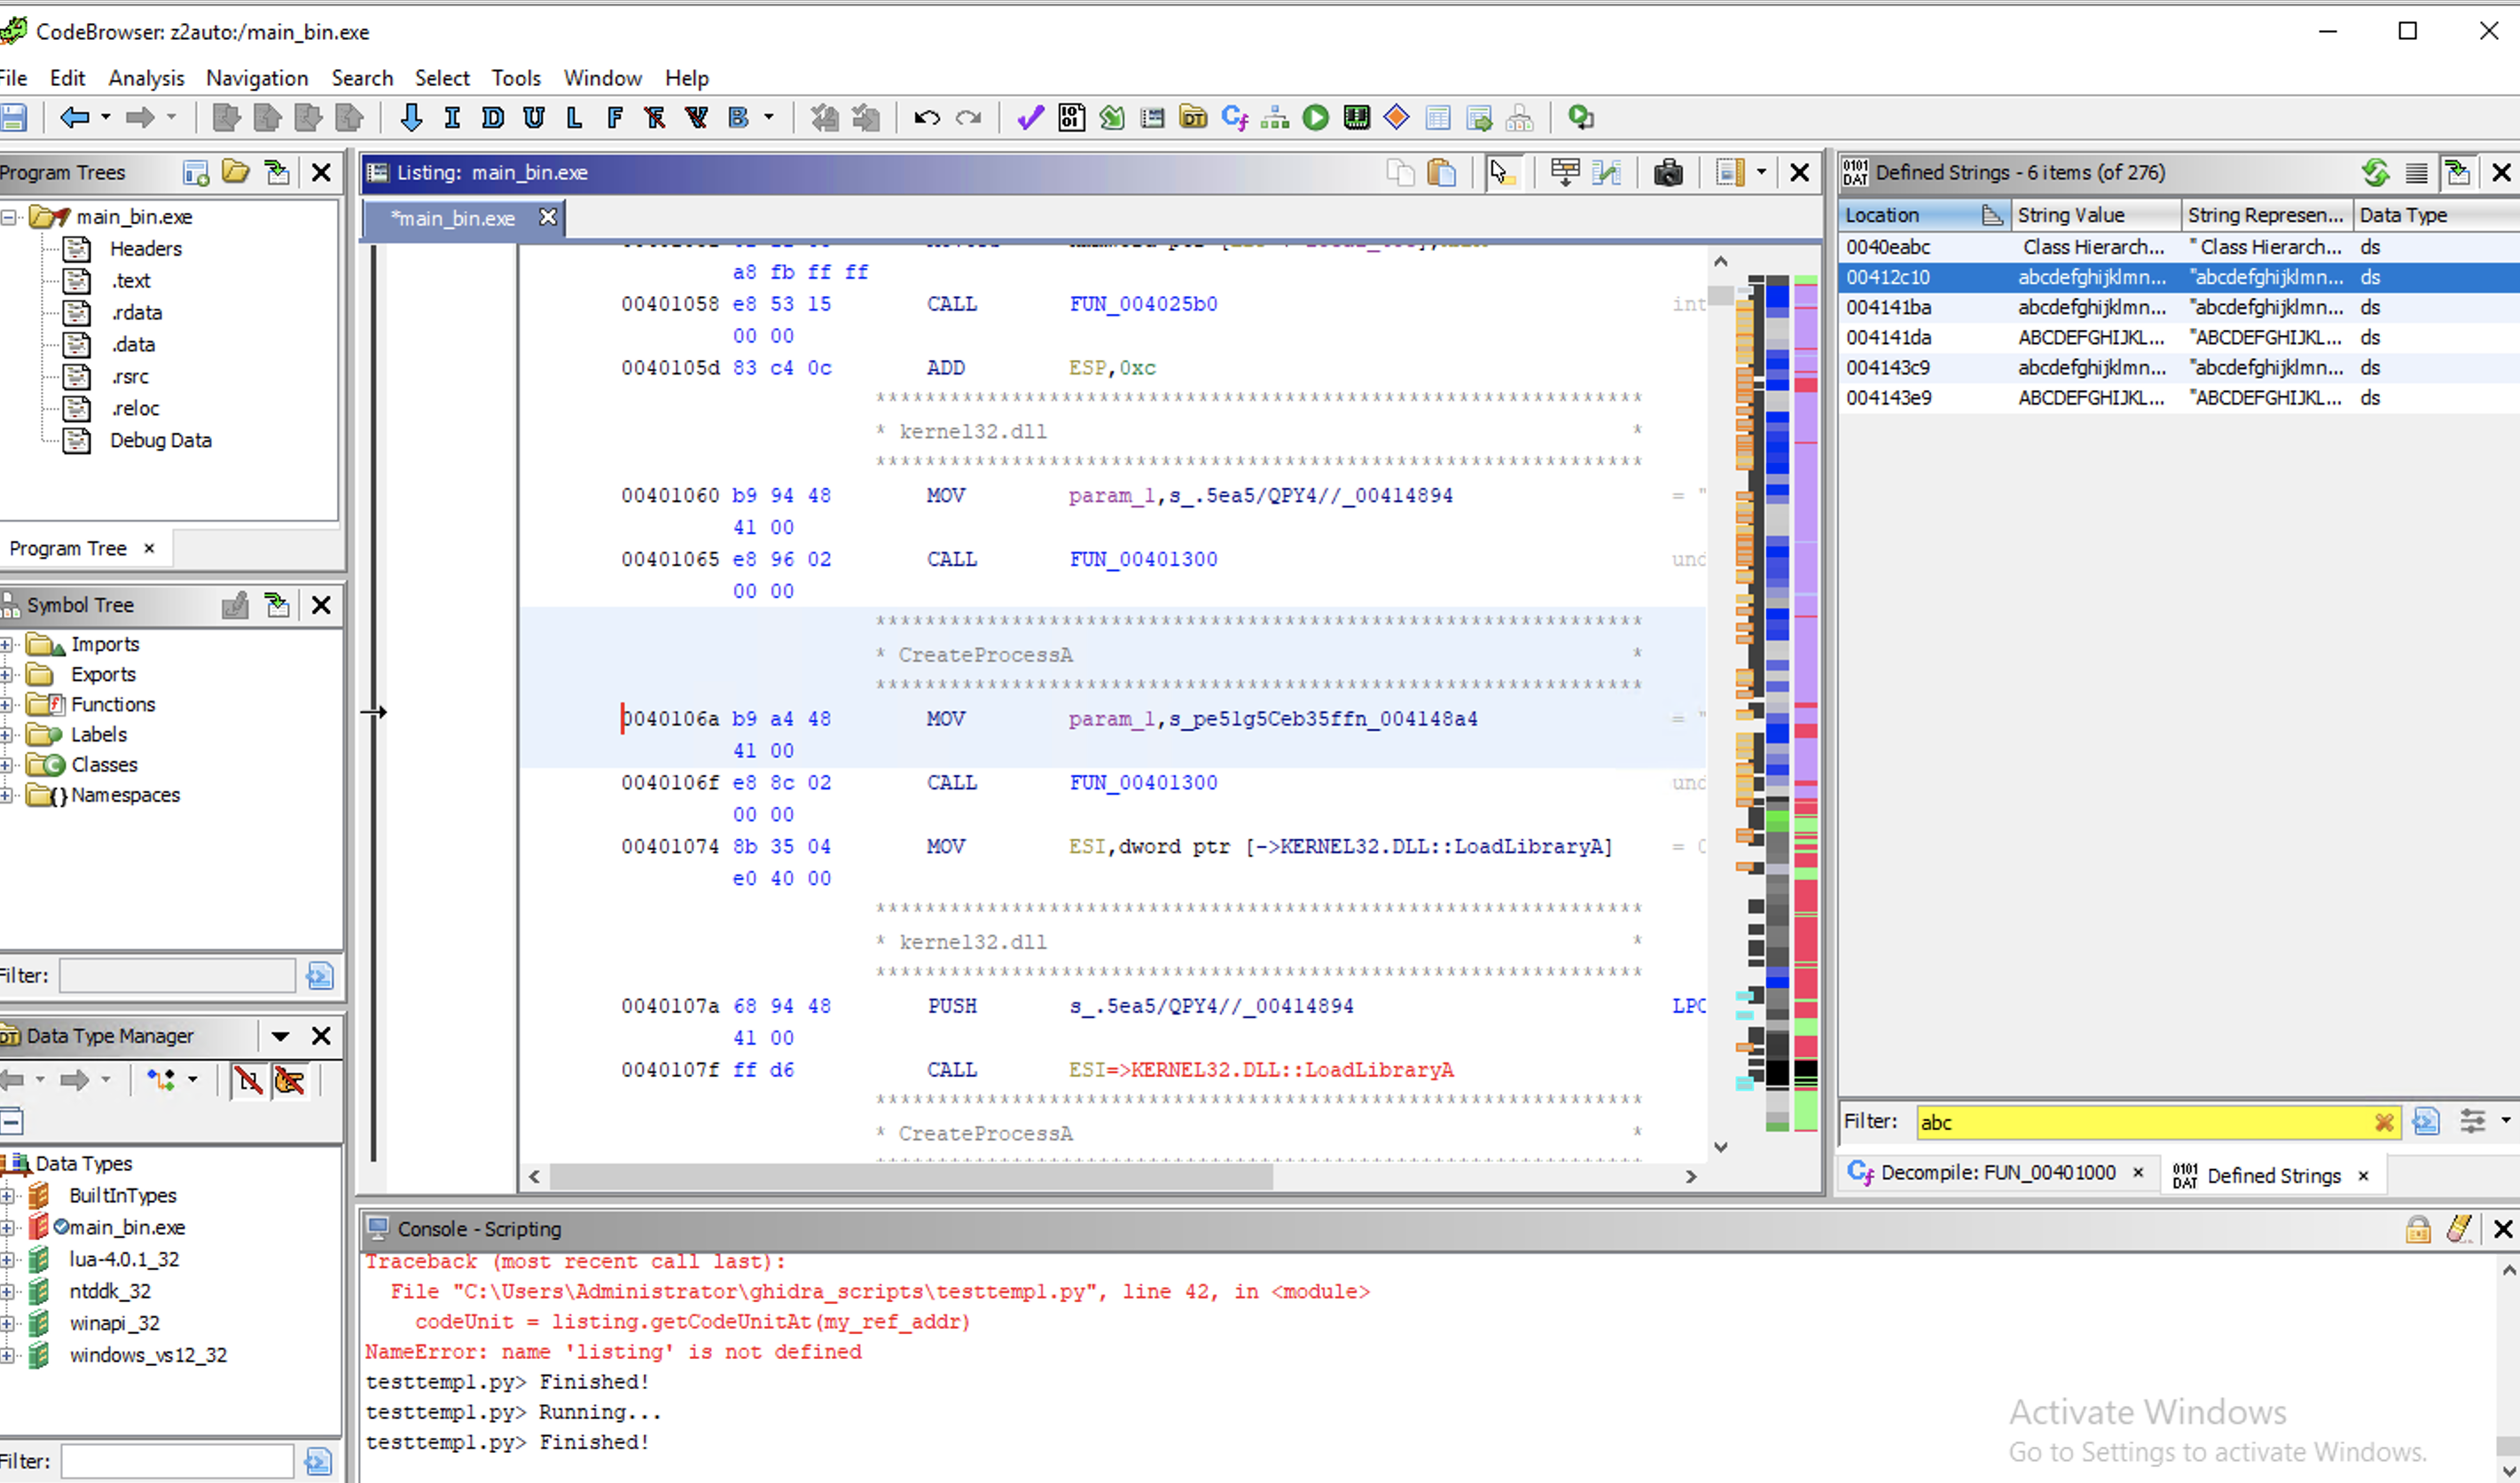 CodeBrowser: z2auto:/main_bin.exe
File Edit Analysis Navigation Search Select Tools Window Help
I D U L F B
Program Trees
main_bin.exe
Headers
.text
.rdata
.data
.rsrc
.reloc
Debug Data
Program Tree ×
Symbol Tree
Imports
Exports
Functions
Labels
Classes
Namespaces
Filter:
Data Type Manager
Data Types
BuiltInTypes
main_bin.exe
lua-4.0.1_32
ntddk_32
winapi_32
windows_vs12_32
Filter:
Listing: main_bin.exe
*main_bin.exe
a8 fb ff ff
00401058 e8 53 15 CALL FUN_004025b0 int
00 00
0040105d 83 c4 0c ADD ESP,0xc
* kernel32.dll *
00401060 b9 94 48 MOV param_1,s_.5ea5/QPY4//_00414894 = "
41 00
00401065 e8 96 02 CALL FUN_00401300 und
00 00
* CreateProcessA *
0040106a b9 a4 48 MOV param_1,s_pe51g5Ceb35ffn_004148a4 = "
41 00
0040106f e8 8c 02 CALL FUN_00401300 und
00 00
00401074 8b 35 04 MOV ESI,dword ptr [->KERNEL32.DLL::LoadLibraryA] = 0
e0 40 00
* kernel32.dll *
0040107a 68 94 48 PUSH s_.5ea5/QPY4//_00414894 LPC
41 00
0040107f ff d6 CALL ESI=>KERNEL32.DLL::LoadLibraryA
* CreateProcessA *
Defined Strings - 6 items (of 276)
Location String Value String Represen... Data Type
0040eabc Class Hierarch... " Class Hierarch... ds
00412c10 abcdefghijklmn... "abcdefghijklmn... ds
004141ba abcdefghijklmn... "abcdefghijklmn... ds
004141da ABCDEFGHIJKL... "ABCDEFGHIJKL... ds
004143c9 abcdefghijklmn... "abcdefghijklmn... ds
004143e9 ABCDEFGHIJKL... "ABCDEFGHIJKL... ds
Filter: abc
Decompile: FUN_00401000 × Defined Strings ×
Console - Scripting
Traceback (most recent call last):
File "C:\Users\Administrator\ghidra_scripts\testtempl.py", line 42, in <module>
codeUnit = listing.getCodeUnitAt(my_ref_addr)
NameError: name 'listing' is not defined
testtempl.py> Finished!
testtempl.py> Running...
testtempl.py> Finished!
Activate Windows
Go to Settings to activate Windows.